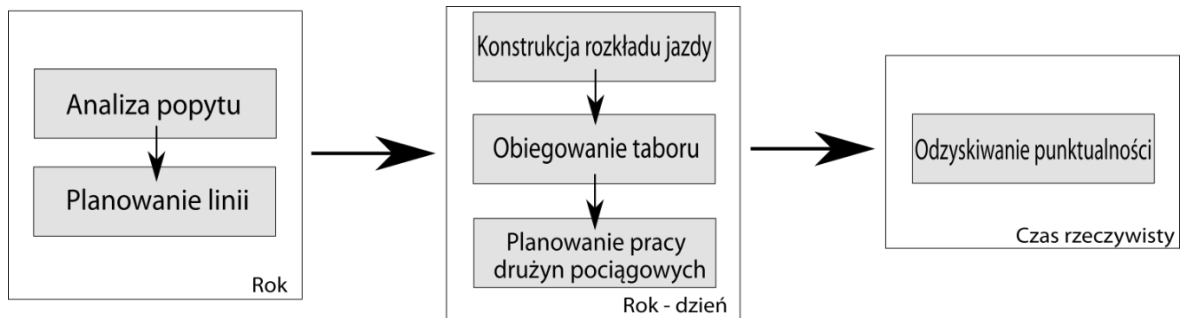 Analiza popytu
Planowanie linii
Rok
Konstrukcja rozkładu jazdy
Obiegowanie taboru
Planowanie pracy
drużyn pociągowych
Rok - dzień
Odzyskiwanie punktualności
Czas rzeczywisty